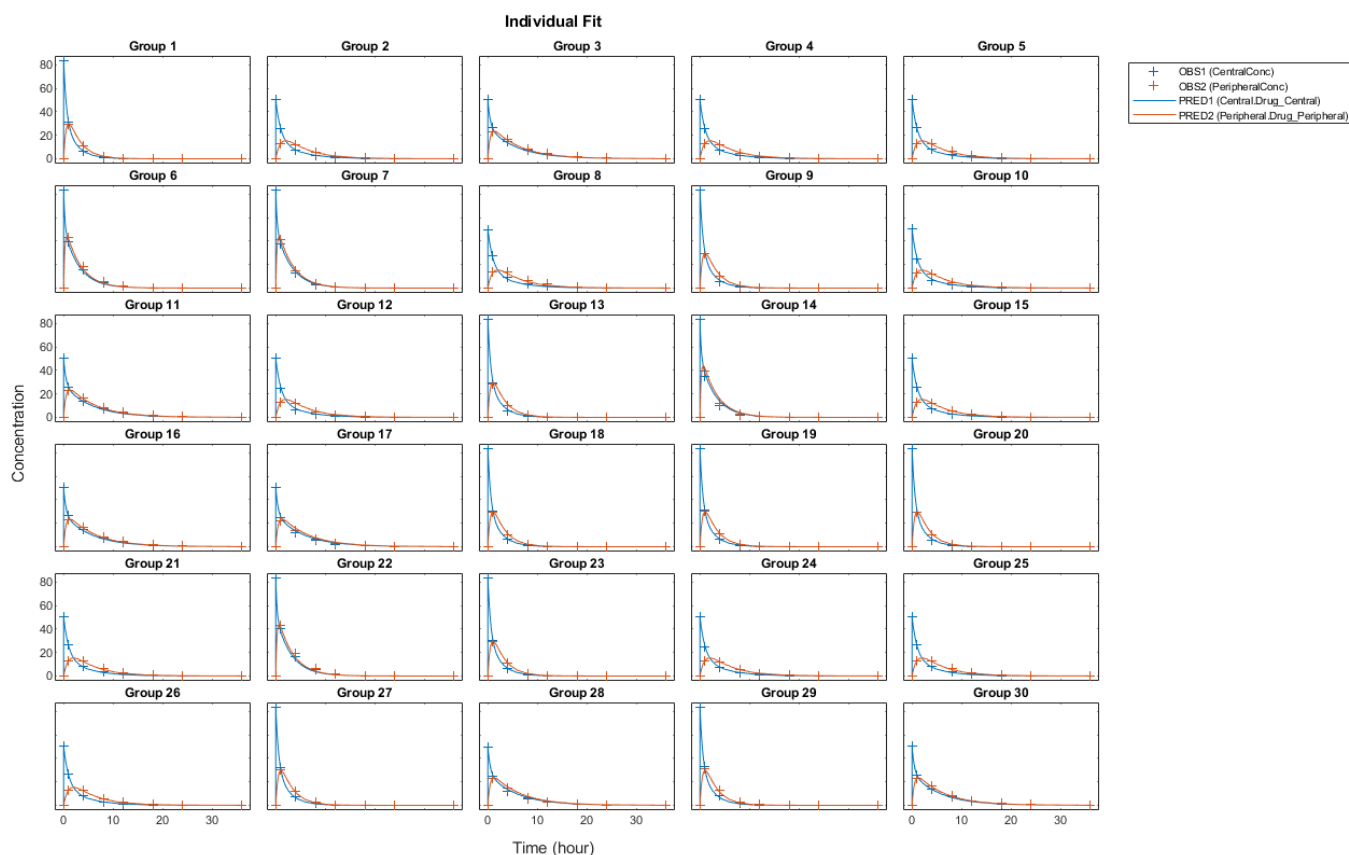 Individual Fit
Group 1
Group 2
Group 3
Group 4
Group 5
80
60
40
20
0
OBS1 (CentralConc)
OBS2 (PeripheralConc)
PRED1 (Central.Drug_Central)
PRED2 (Peripheral.Drug_Peripheral)
Group 6
Group 7
Group 8
Group 9
Group 10
Group 11
Group 12
Group 13
Group 14
Group 15
80
60
40
20
0
Concentration
Group 16
Group 17
Group 18
Group 19
Group 20
Group 21
Group 22
Group 23
Group 24
Group 25
80
60
40
20
0
Group 26
Group 27
Group 28
Group 29
Group 30
0 10 20 30
0 10 20 30
0 10 20 30
Time (hour)